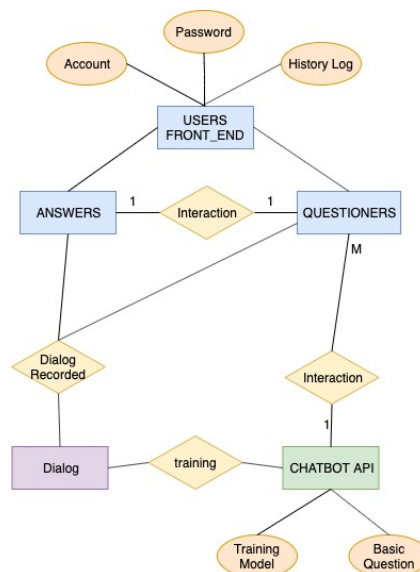 Password
Account
History Log
USERS
FRONT_END
ANSWERS
1
Interaction
1
QUESTIONERS
M
Dialog
Recorded
Interaction
1
Dialog
training
CHATBOT API
Training
Model
Basic
Question